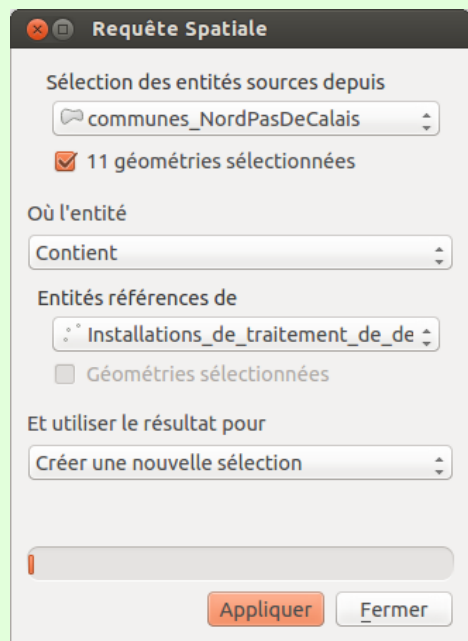 Requête Spatiale
Sélection des entités sources depuis
communes_NordPasDeCalais
11 géométries sélectionnées
Où l'entité
Contient
Entités références de
Installations_de_traitement_de_de
Géométries sélectionnées
Et utiliser le résultat pour
Créer une nouvelle sélection
Appliquer
Fermer